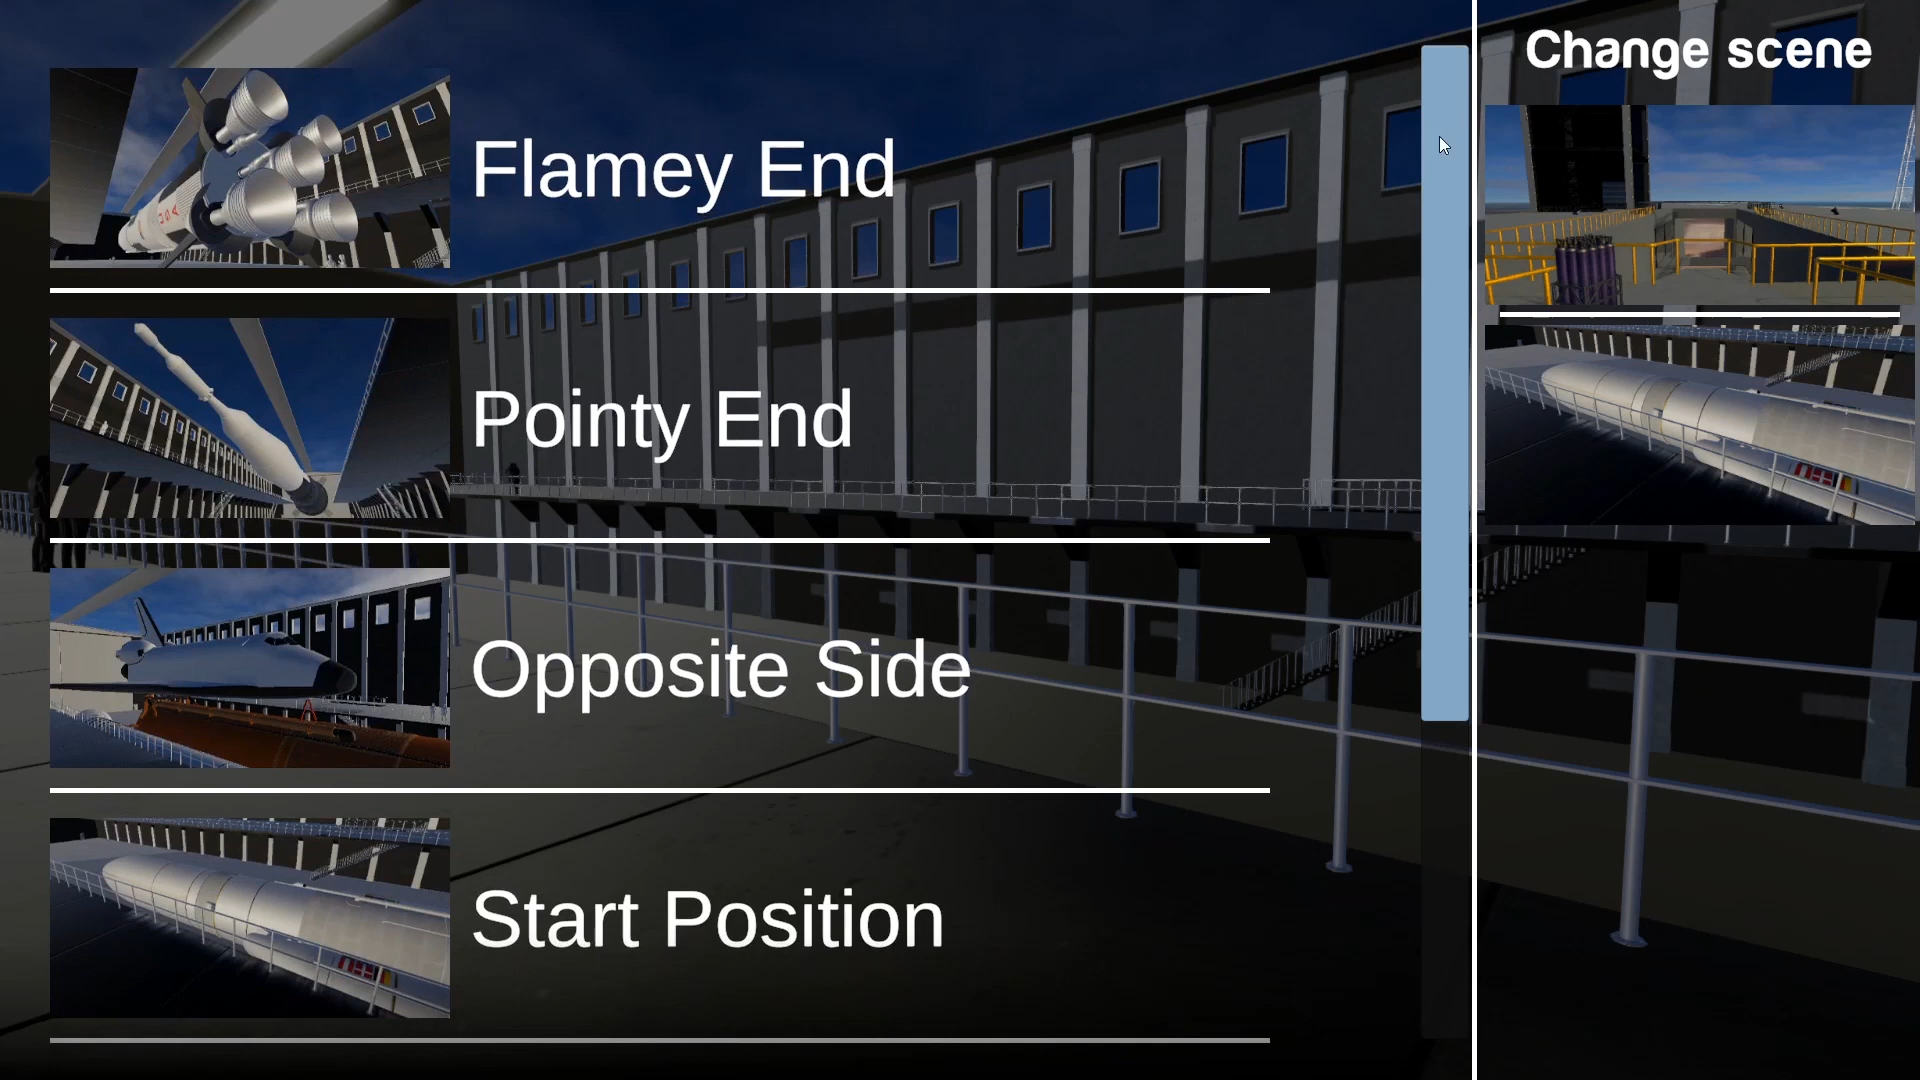 Change scene
Flamey End
Pointy End
Opposite Side
Start Position